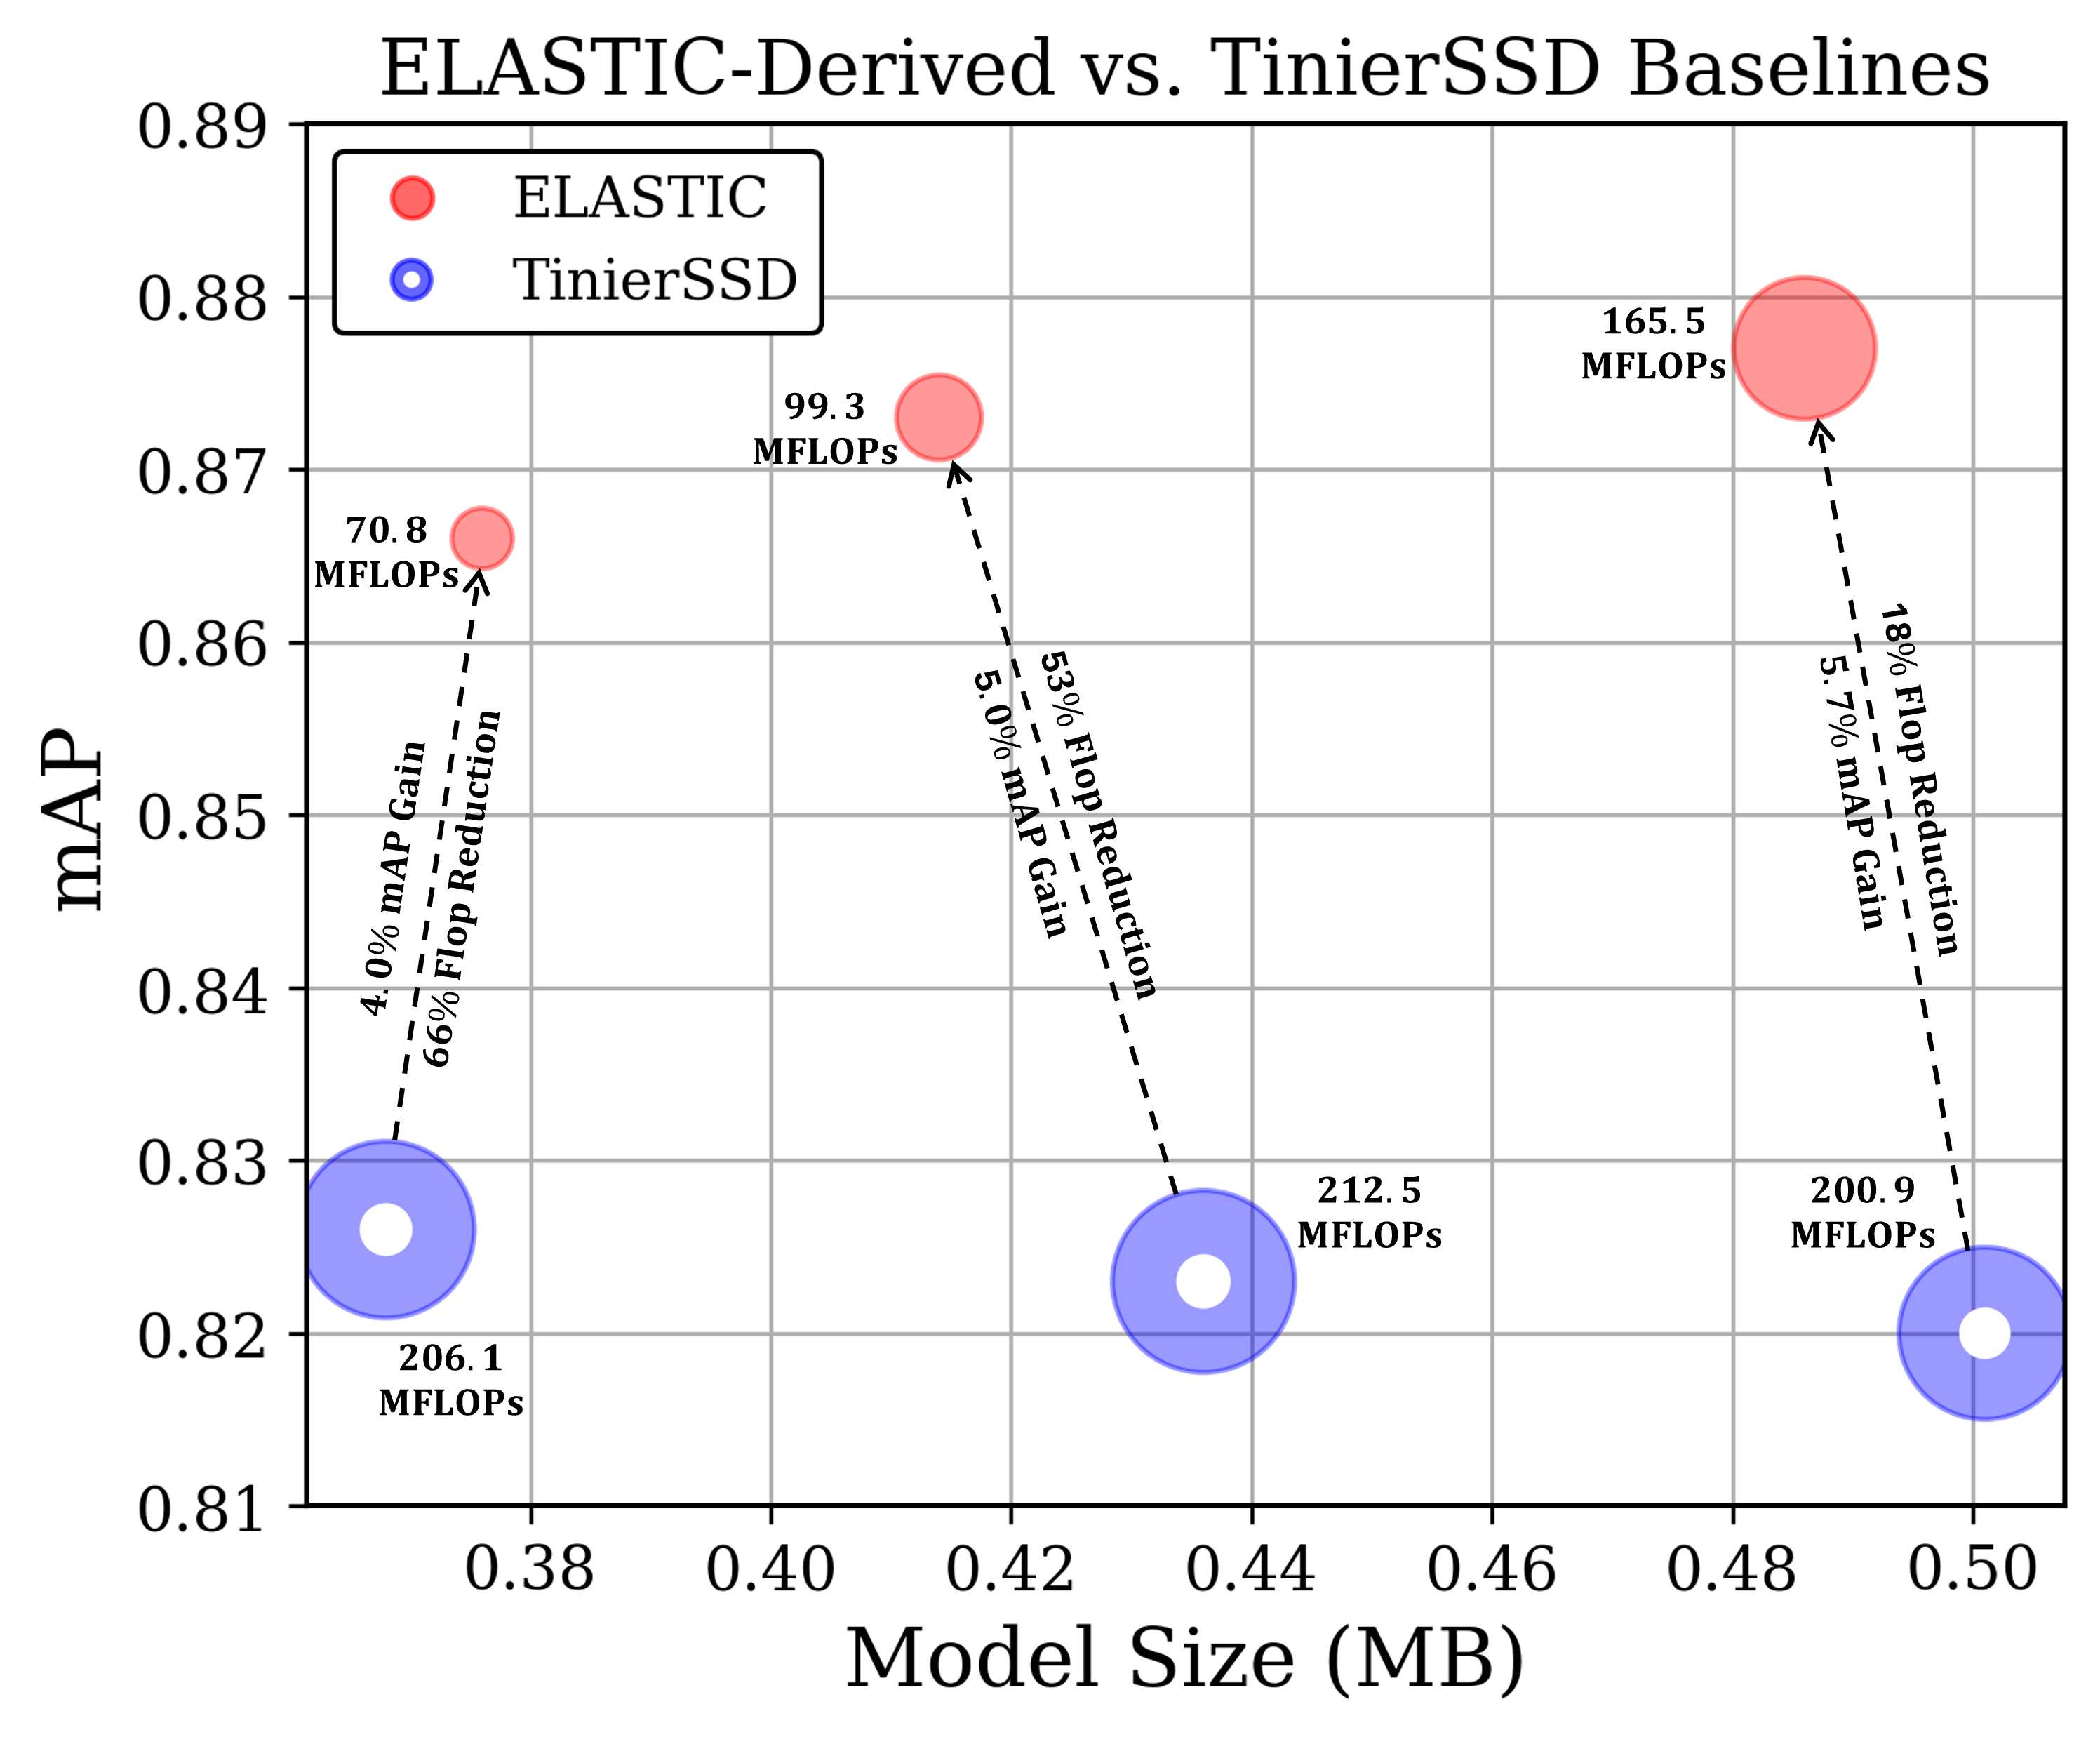 ELASTIC-Derived vs. TinierSSD Baselines
0.89
0.88
0.87
0.86
0.85
0.84
0.83
0.82
0.81
mAP
ELASTIC
TinierSSD
165.5
MFLOPs
99.3
MFLOPs
70.8
MFLOPs
4.0% mAP Gain
66% Flop Reduction
5.0% mAP Gain
53% Flop Reduction
5.7% mAP Gain
18% Flop Reduction
206.1
MFLOPs
212.5
MFLOPs
200.9
MFLOPs
0.38 0.40 0.42 0.44 0.46 0.48 0.50
Model Size (MB)